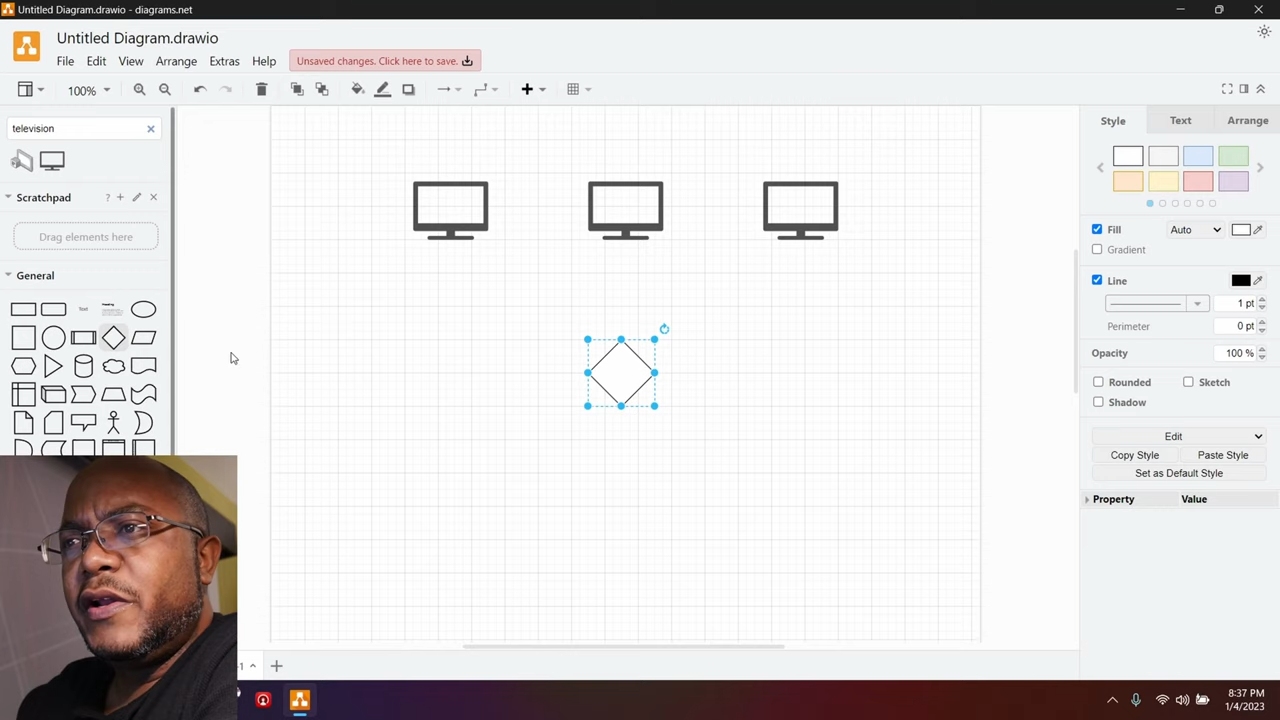 Untitled Diagram.drawio - diagrams.net
Untitled Diagram.drawio
File Edit View Arrange Extras Help
Unsaved changes. Click here to save.
100%
television
Scratchpad
?
Drag elements here
General
Text
Heading
Style Text Arrange
Fill Auto
Gradient
Line
1 pt
Perimeter 0 pt
Opacity 100 %
Rounded Sketch
Shadow
Edit
Copy Style Paste Style
Set as Default Style
Property Value
-1
8:37 PM
1/4/2023